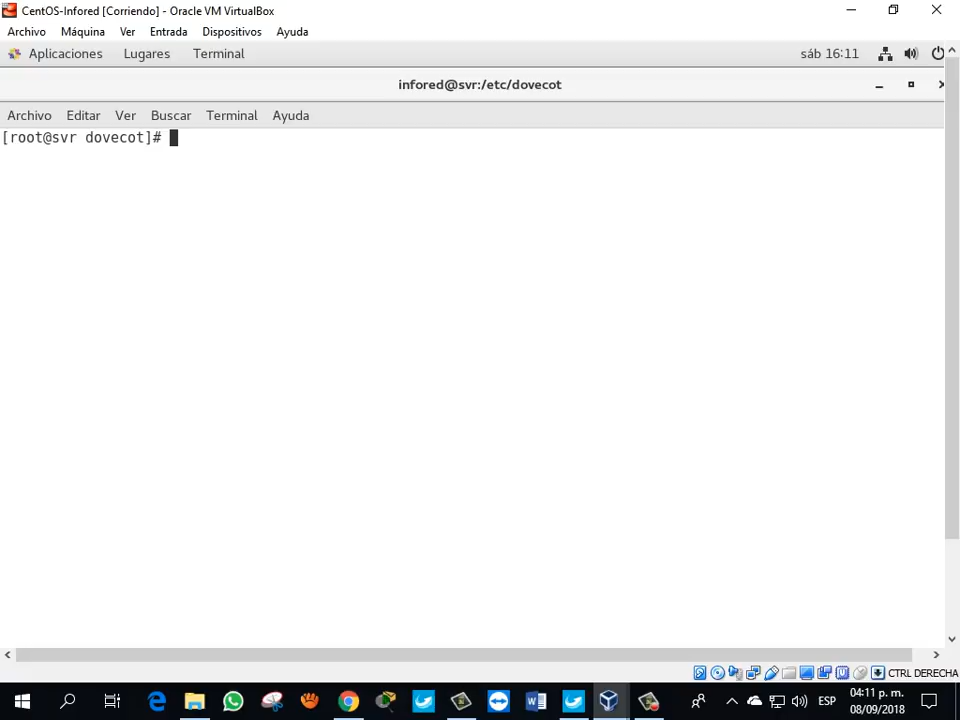 CentOS-Infored [Corriendo] - Oracle VM VirtualBox
Archivo Máquina Ver Entrada Dispositivos Ayuda
Aplicaciones Lugares Terminal sáb 16:11
infored@svr:/etc/dovecot
Archivo Editar Ver Buscar Terminal Ayuda
[root@svr dovecot]#
CTRL DERECHA
ESP 04:11 p. m.
08/09/2018